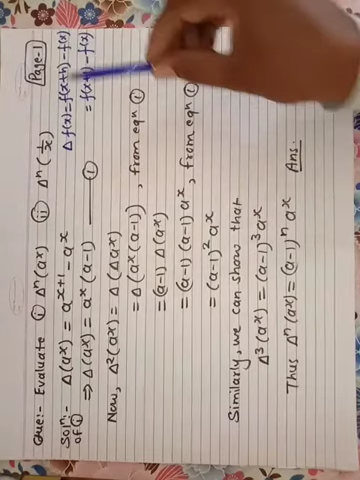 Page-1
Que:- Evaluate ⓘ Δⁿ(aˣ) ⓘⓘ Δⁿ(1/x)
Solⁿ:- of ⓘ Δ(aˣ) = aˣ⁺¹ - aˣ
Δf(x) = f(x+h) - f(x)
= f(x+1) - f(x)
⇒ Δ(aˣ) = aˣ(a-1) —— ①
Now, Δ²(aˣ) = Δ(Δaˣ)
= Δ(aˣ(a-1)), from eqⁿ ①
= (a-1) Δ(aˣ)
= (a-1)(a-1)aˣ, from eqⁿ ①
= (a-1)² aˣ
Similarly, we can show that
Δ³(aˣ) = (a-1)³ aˣ
Thus Δⁿ(aˣ) = (a-1)ⁿ aˣ Ans.